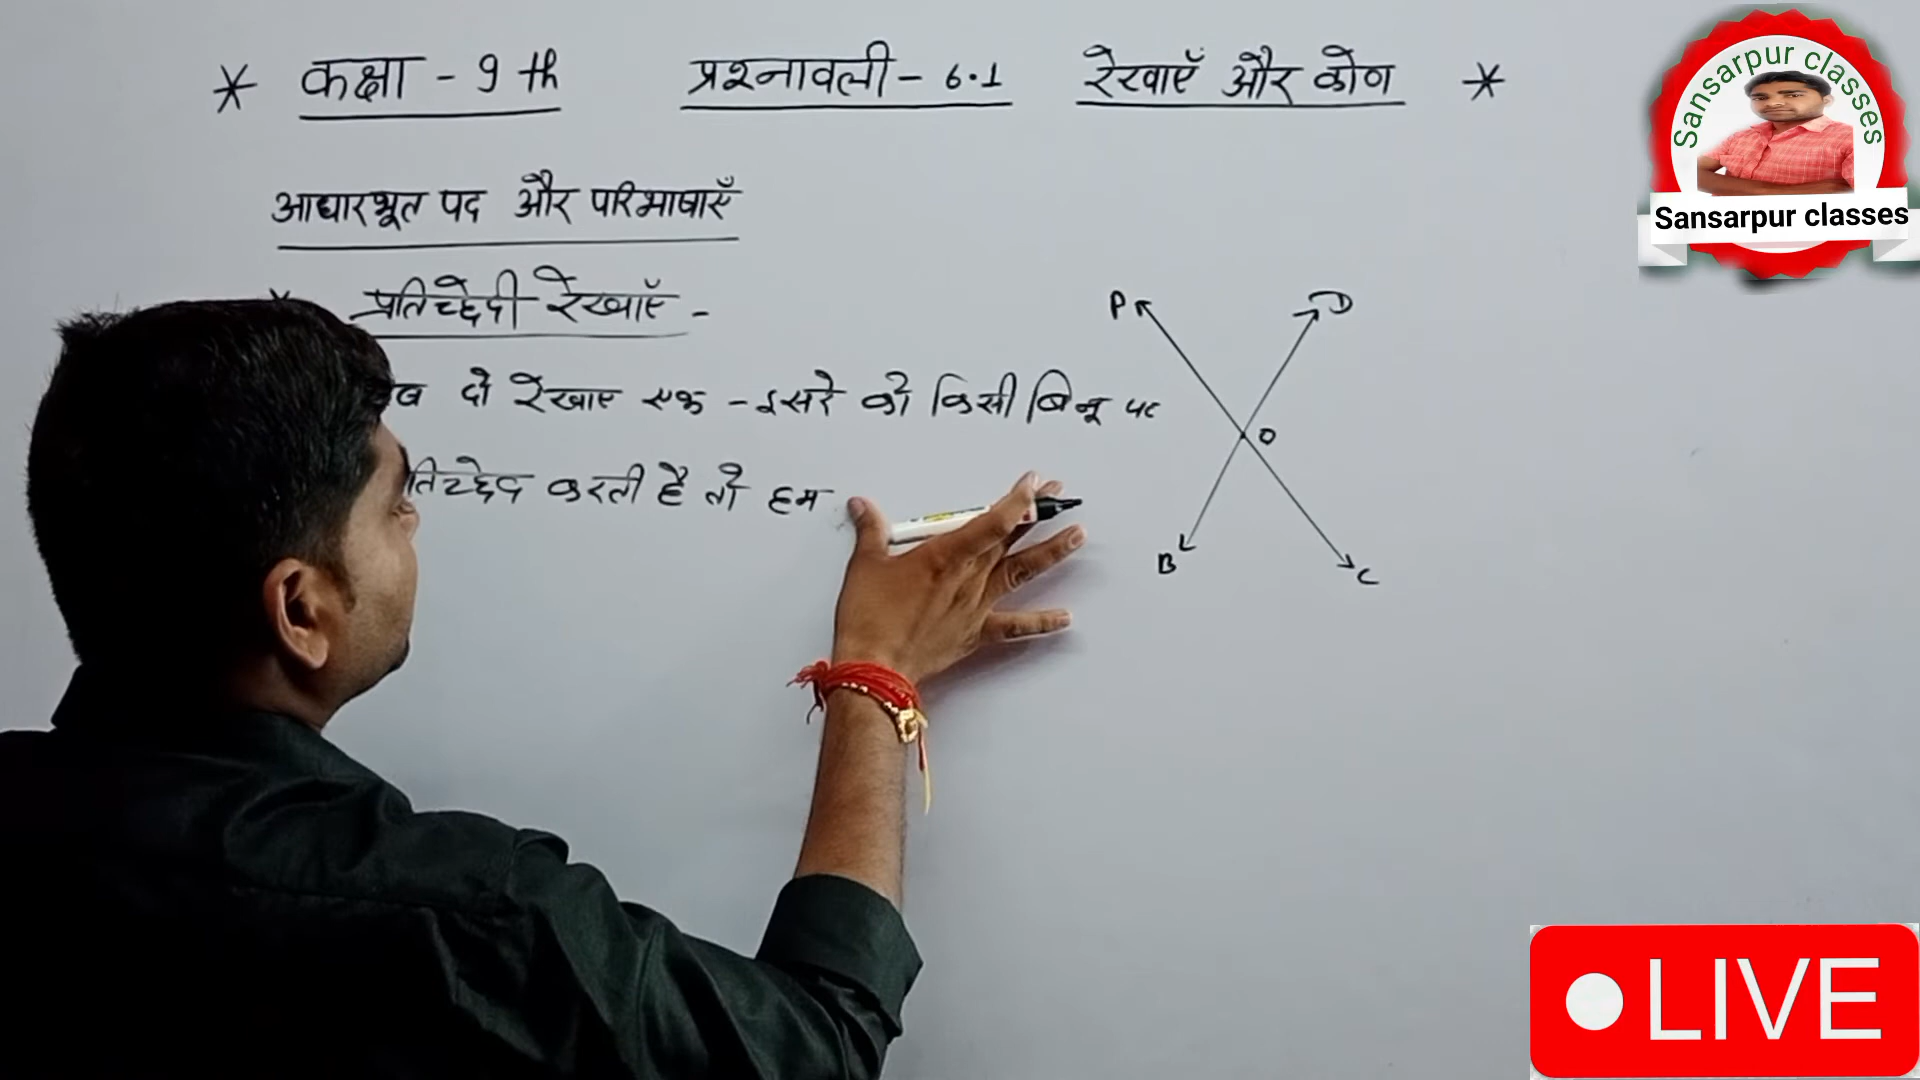 * कक्षा - 9 th प्रश्नावली - 6.1 रेखाएँ और कोण *
आधारभूत पद और परिभाषाएँ
प्रतिच्छेदी रेखाएँ -
दो रेखाए एक - दूसरे को किसी बिन्दू पर
करती है तो हम
P
D
O
B
C
Sansarpur classes
Sansarpur classes
LIVE